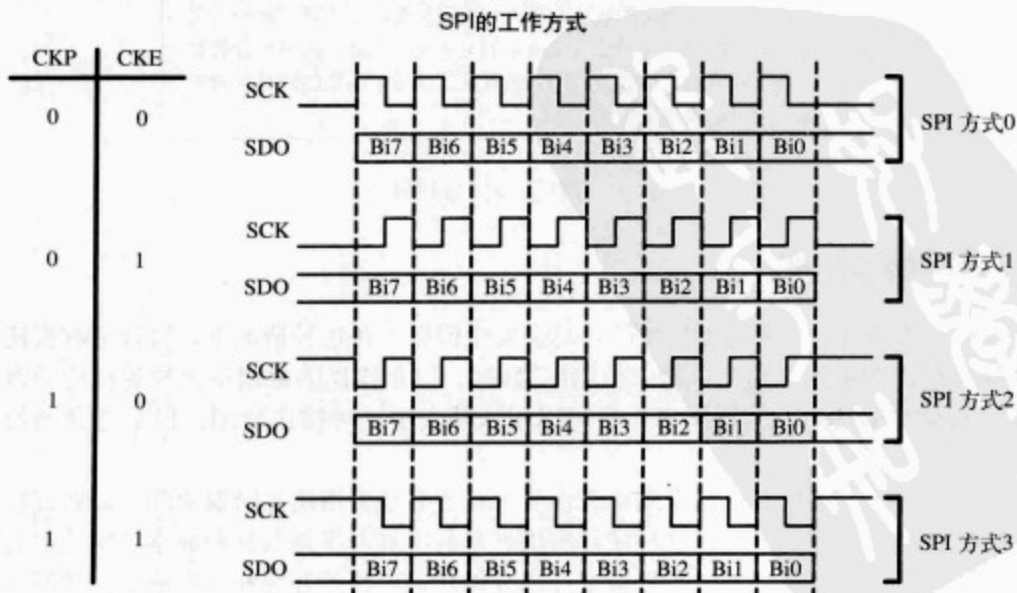 SPI的工作方式
CKP CKE
0 0
SCK
SDO Bi7 Bi6 Bi5 Bi4 Bi3 Bi2 Bi1 Bi0
SPI 方式0
0 1
SCK
SDO Bi7 Bi6 Bi5 Bi4 Bi3 Bi2 Bi1 Bi0
SPI 方式1
1 0
SCK
SDO Bi7 Bi6 Bi5 Bi4 Bi3 Bi2 Bi1 Bi0
SPI 方式2
1 1
SCK
SDO Bi7 Bi6 Bi5 Bi4 Bi3 Bi2 Bi1 Bi0
SPI 方式3